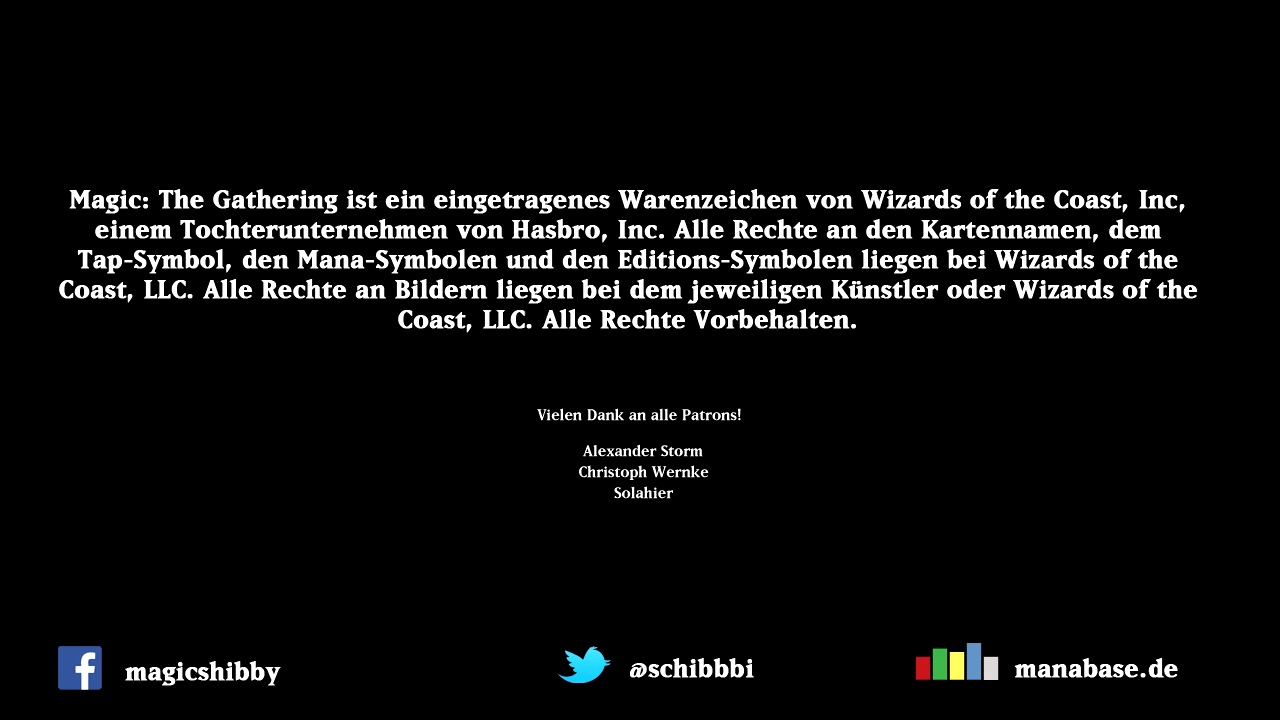 Magic: The Gathering ist ein eingetragenes Warenzeichen von Wizards of the Coast, Inc,
einem Tochterunternehmen von Hasbro, Inc. Alle Rechte an den Kartennamen, dem
Tap-Symbol, den Mana-Symbolen und den Editions-Symbolen liegen bei Wizards of the
Coast, LLC. Alle Rechte an Bildern liegen bei dem jeweiligen Künstler oder Wizards of the
Coast, LLC. Alle Rechte Vorbehalten.
Vielen Dank an alle Patrons!
Alexander Storm
Christoph Wernke
Solahier
magicshibby
@schibbbi
manabase.de